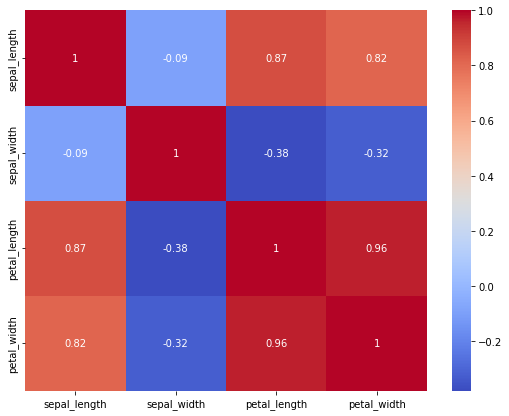 sepal_length 1 -0.09 0.87 0.82
sepal_width -0.09 1 -0.38 -0.32
petal_length 0.87 -0.38 1 0.96
petal_width 0.82 -0.32 0.96 1
sepal_length sepal_width petal_length petal_width
1.0
0.8
0.6
0.4
0.2
0.0
−0.2